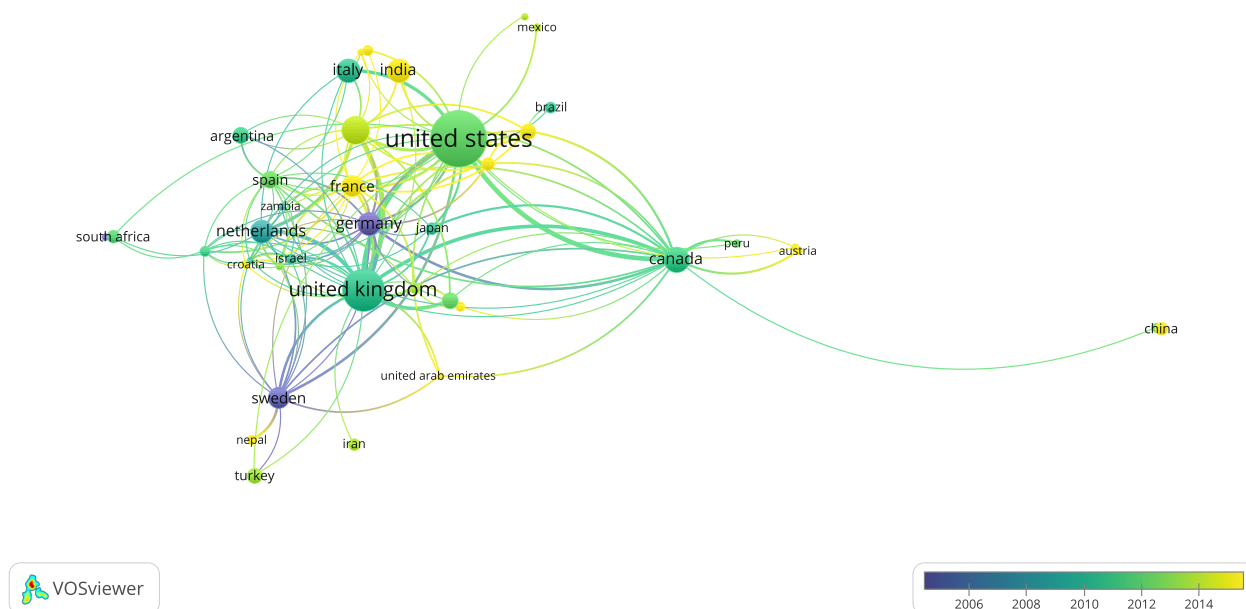 mexico
italy
india
brazil
argentina
united states
spain
france
zambia
germany
japan
netherlands
south africa
peru
austria
croatia
israel
canada
united kingdom
china
united arab emirates
sweden
nepal
iran
turkey
VOSviewer
2006 2008 2010 2012 2014